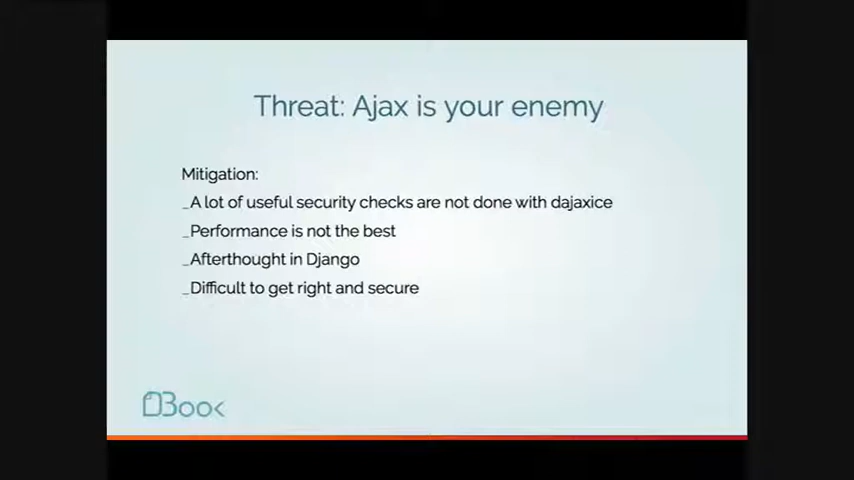 Threat: Ajax is your enemy
Mitigation:
_A lot of useful security checks are not done with dajaxice
_Performance is not the best
_Afterthought in Django
_Difficult to get right and secure
DBook